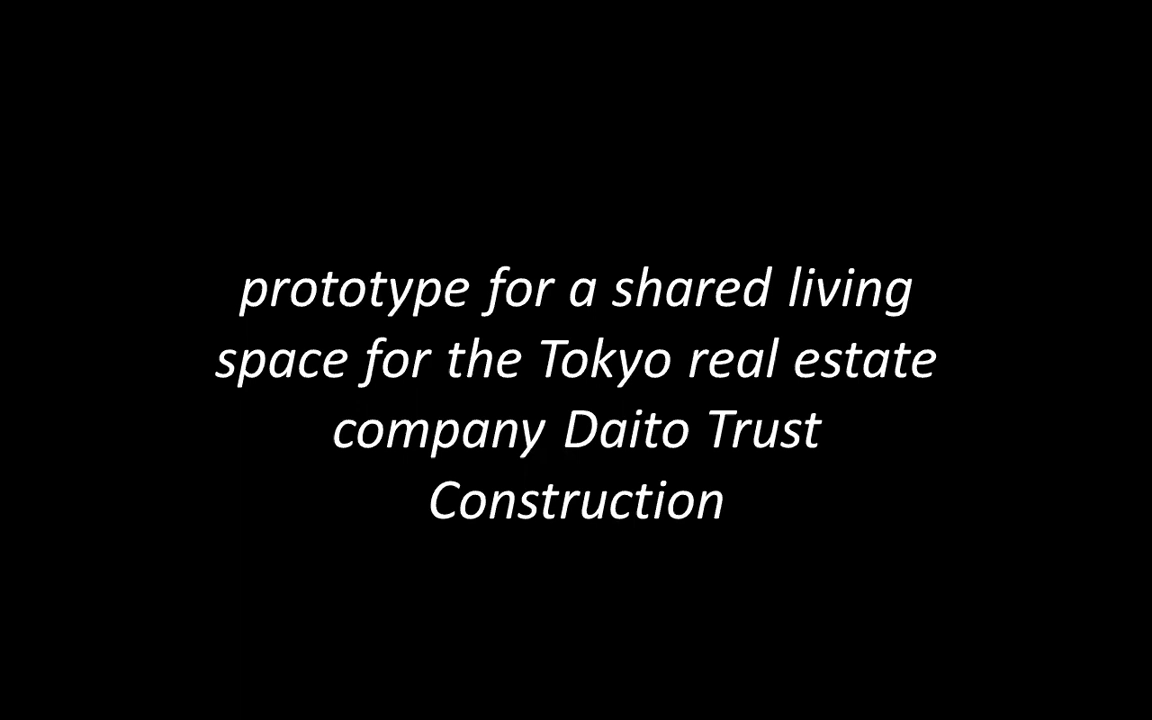 prototype for a shared living
space for the Tokyo real estate
company Daito Trust
Construction